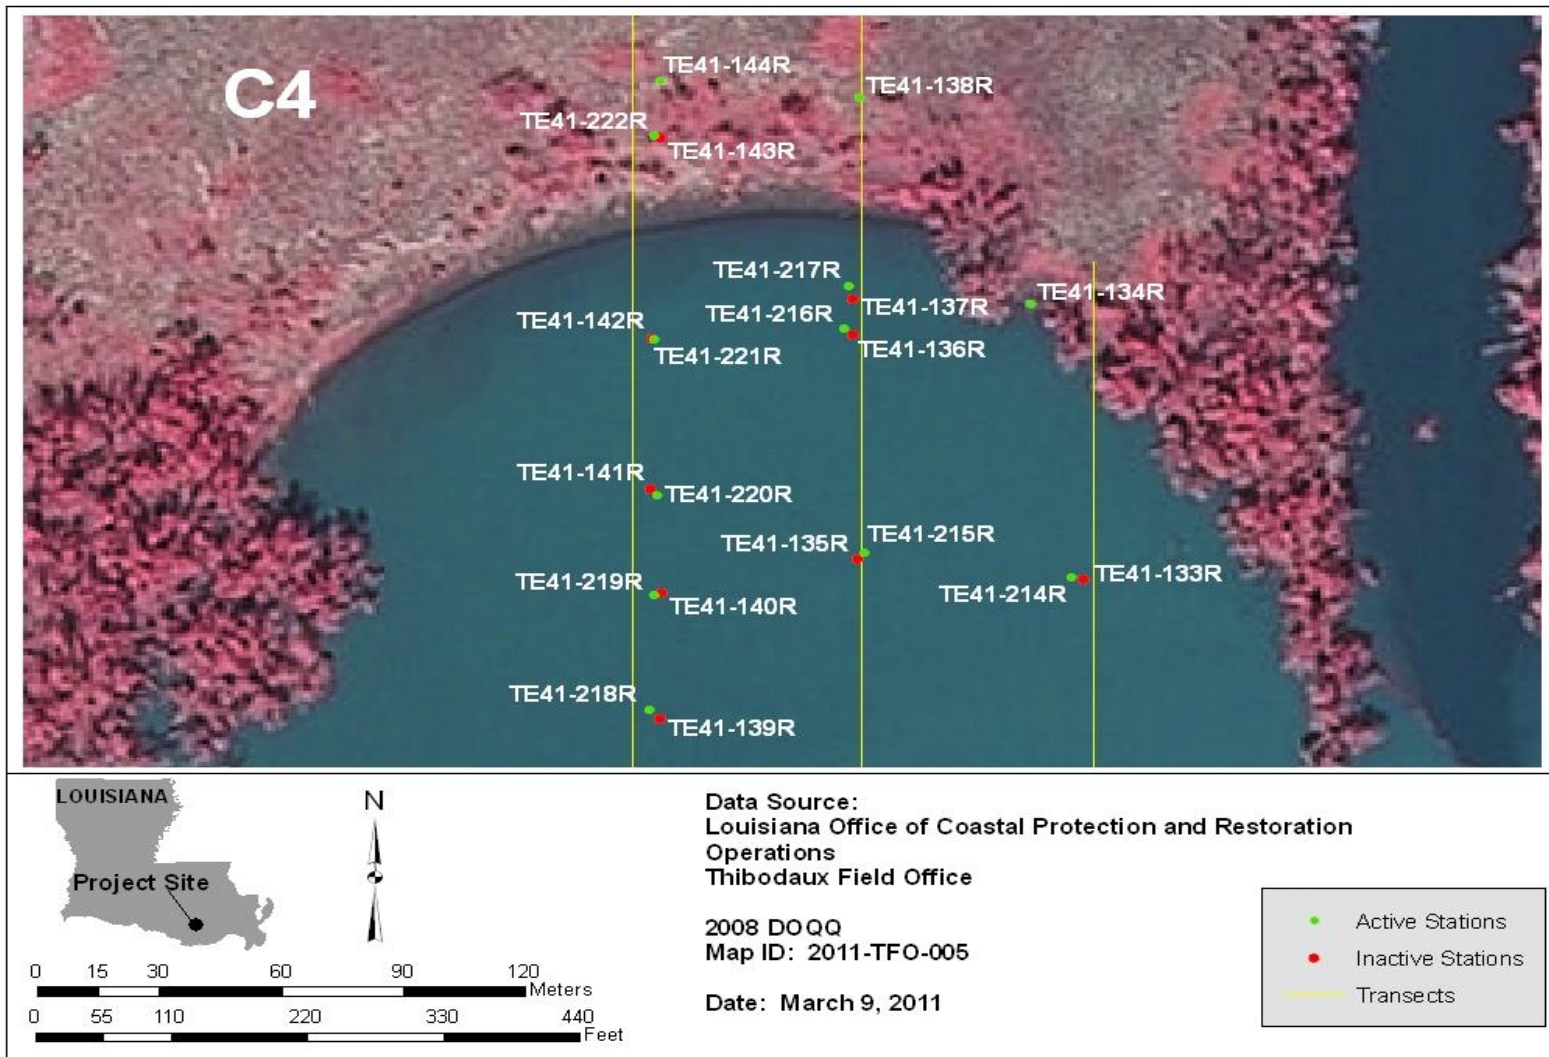 C4
TE41-144R
TE41-138R
TE41-222R
TE41-143R
TE41-217R
TE41-134R
TE41-137R
TE41-216R
TE41-142R
TE41-136R
TE41-221R
TE41-141R
TE41-220R
TE41-215R
TE41-135R
TE41-133R
TE41-219R
TE41-214R
TE41-140R
TE41-218R
TE41-139R
LOUISIANA
Project Site
N
0 15 30 60 90 120
Meters
0 55 110 220 330 440
Feet
Data Source:
Louisiana Office of Coastal Protection and Restoration
Operations
Thibodaux Field Office
2008 DOQQ
Map ID: 2011-TFO-005
Date: March 9, 2011
Active Stations
Inactive Stations
Transects